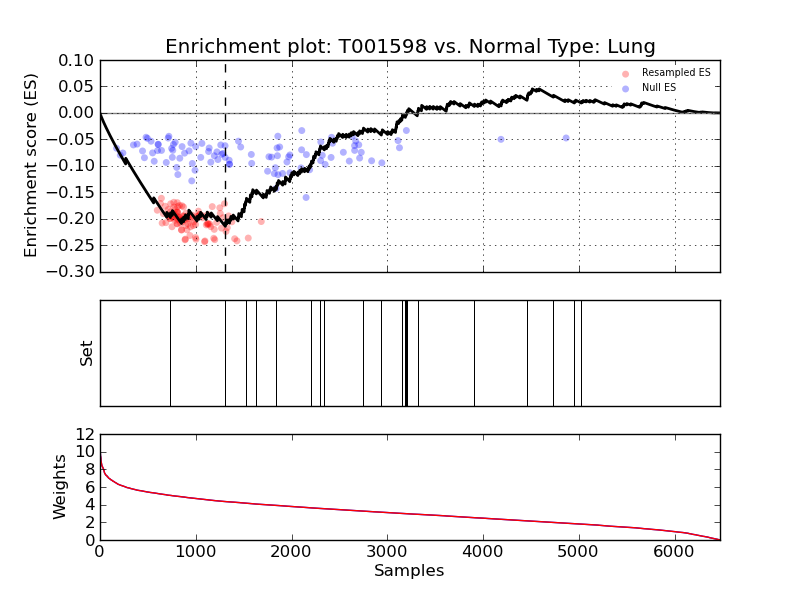 Enrichment plot: T001598 vs. Normal Type: Lung
0.10
0.05
0.00
−0.05
−0.10
−0.15
−0.20
−0.25
−0.30
Enrichment score (ES)
Resampled ES
Null ES
Set
12
10
8
6
4
2
0
Weights
0 1000 2000 3000 4000 5000 6000
Samples